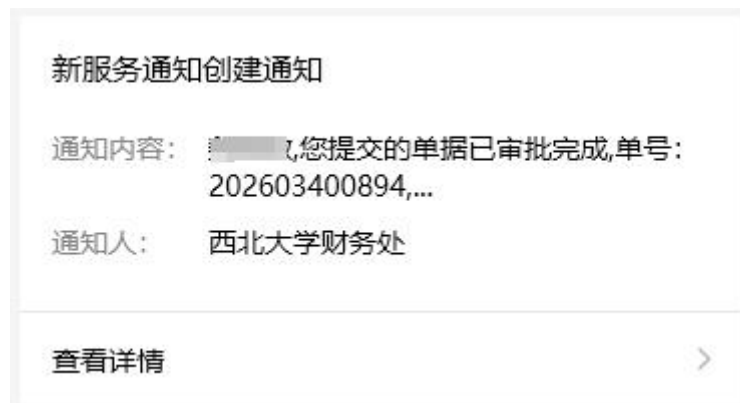 新服务通知创建通知
通知内容： ,您提交的单据已审批完成,单号：
202603400894,...
通知人： 西北大学财务处
查看详情